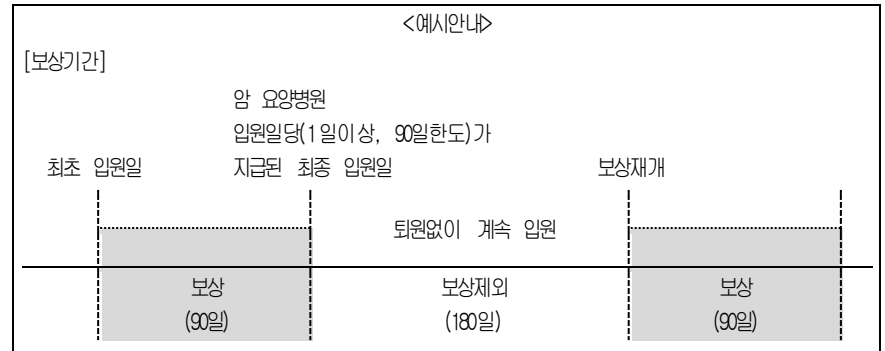 <예시안내>
[보상기간]
암 요양병원
입원일당(1일이상, 90일한도)가
최초 입원일 지급된 최종 입원일 보상재개
퇴원없이 계속 입원
보상 보상제외 보상
(90일) (180일) (90일)